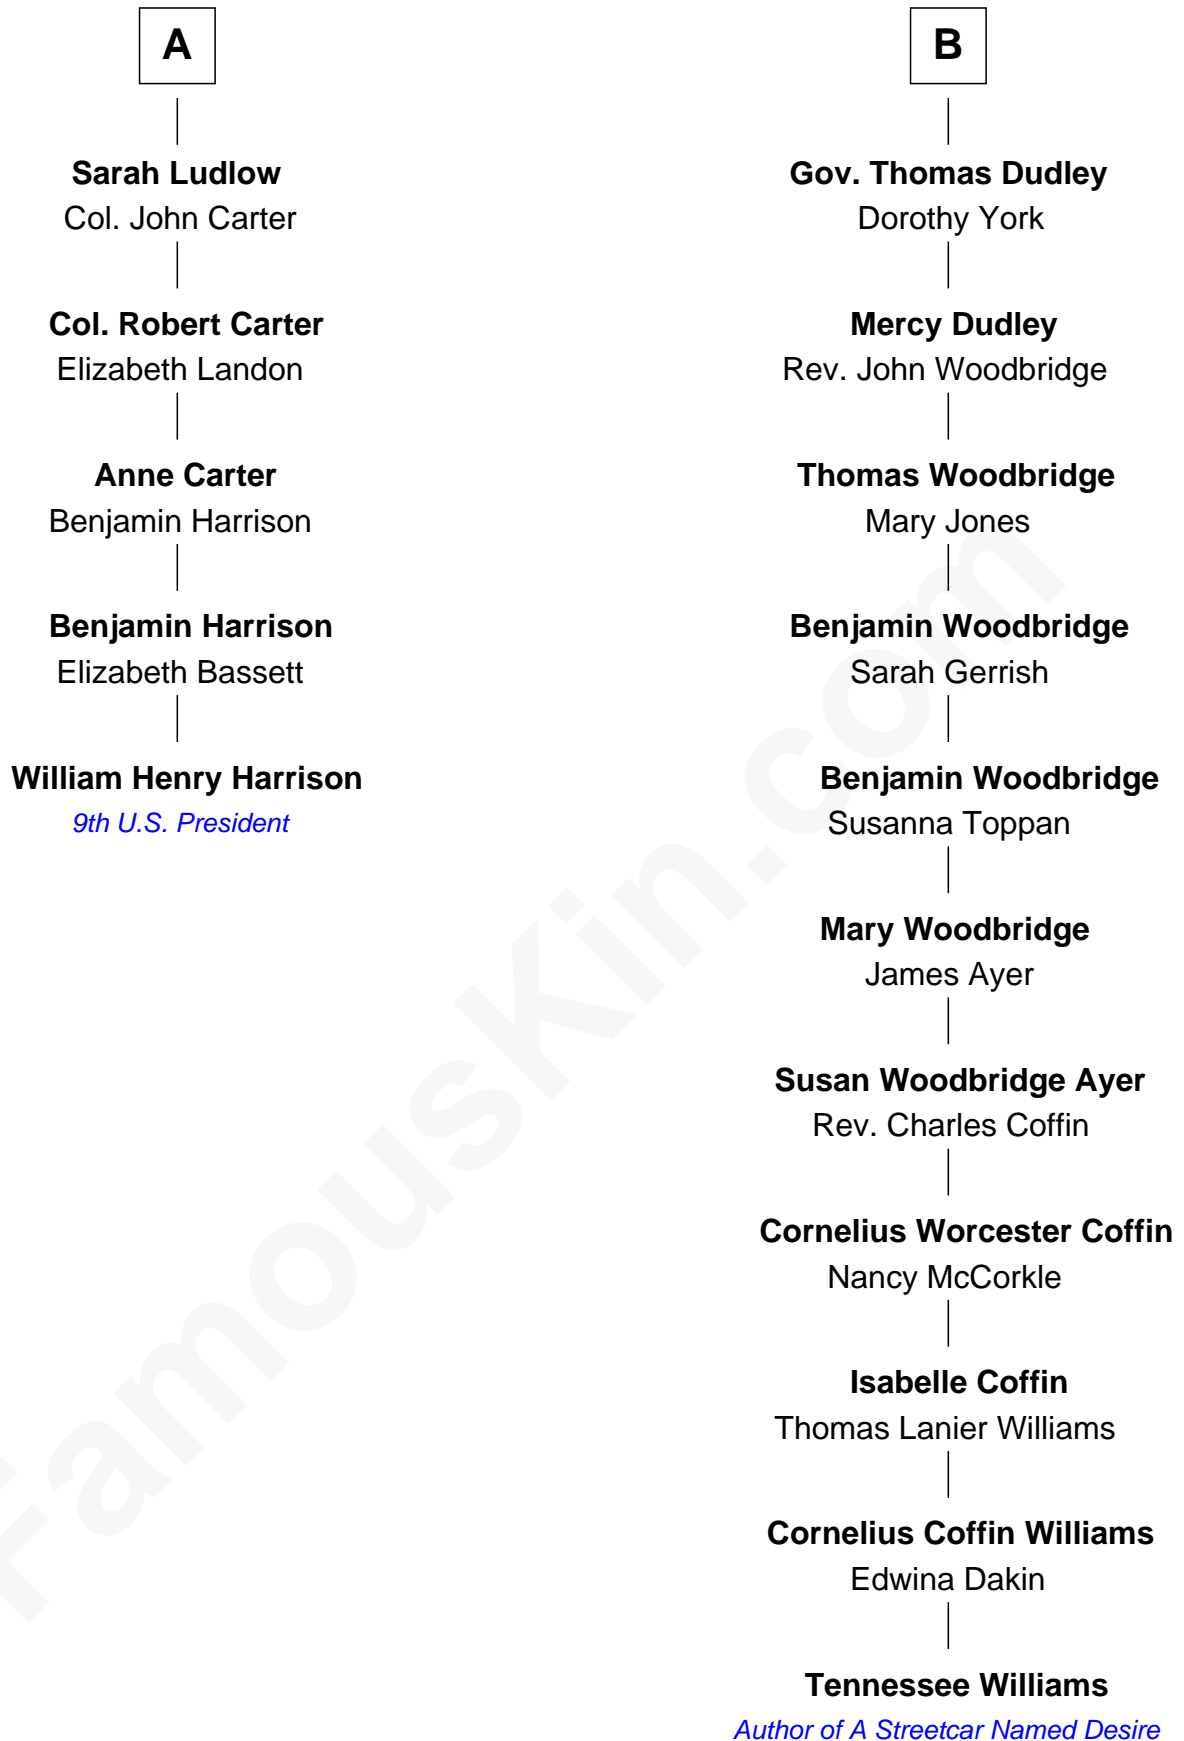 A
Sarah Ludlow
Col. John Carter
Col. Robert Carter
Elizabeth Landon
Anne Carter
Benjamin Harrison
Benjamin Harrison
Elizabeth Bassett
William Henry Harrison
9th U.S. President
B
Gov. Thomas Dudley
Dorothy York
Mercy Dudley
Rev. John Woodbridge
Thomas Woodbridge
Mary Jones
Benjamin Woodbridge
Sarah Gerrish
Benjamin Woodbridge
Susanna Toppan
Mary Woodbridge
James Ayer
Susan Woodbridge Ayer
Rev. Charles Coffin
Cornelius Worcester Coffin
Nancy McCorkle
Isabelle Coffin
Thomas Lanier Williams
Cornelius Coffin Williams
Edwina Dakin
Tennessee Williams
Author of A Streetcar Named Desire
FamousKin.com